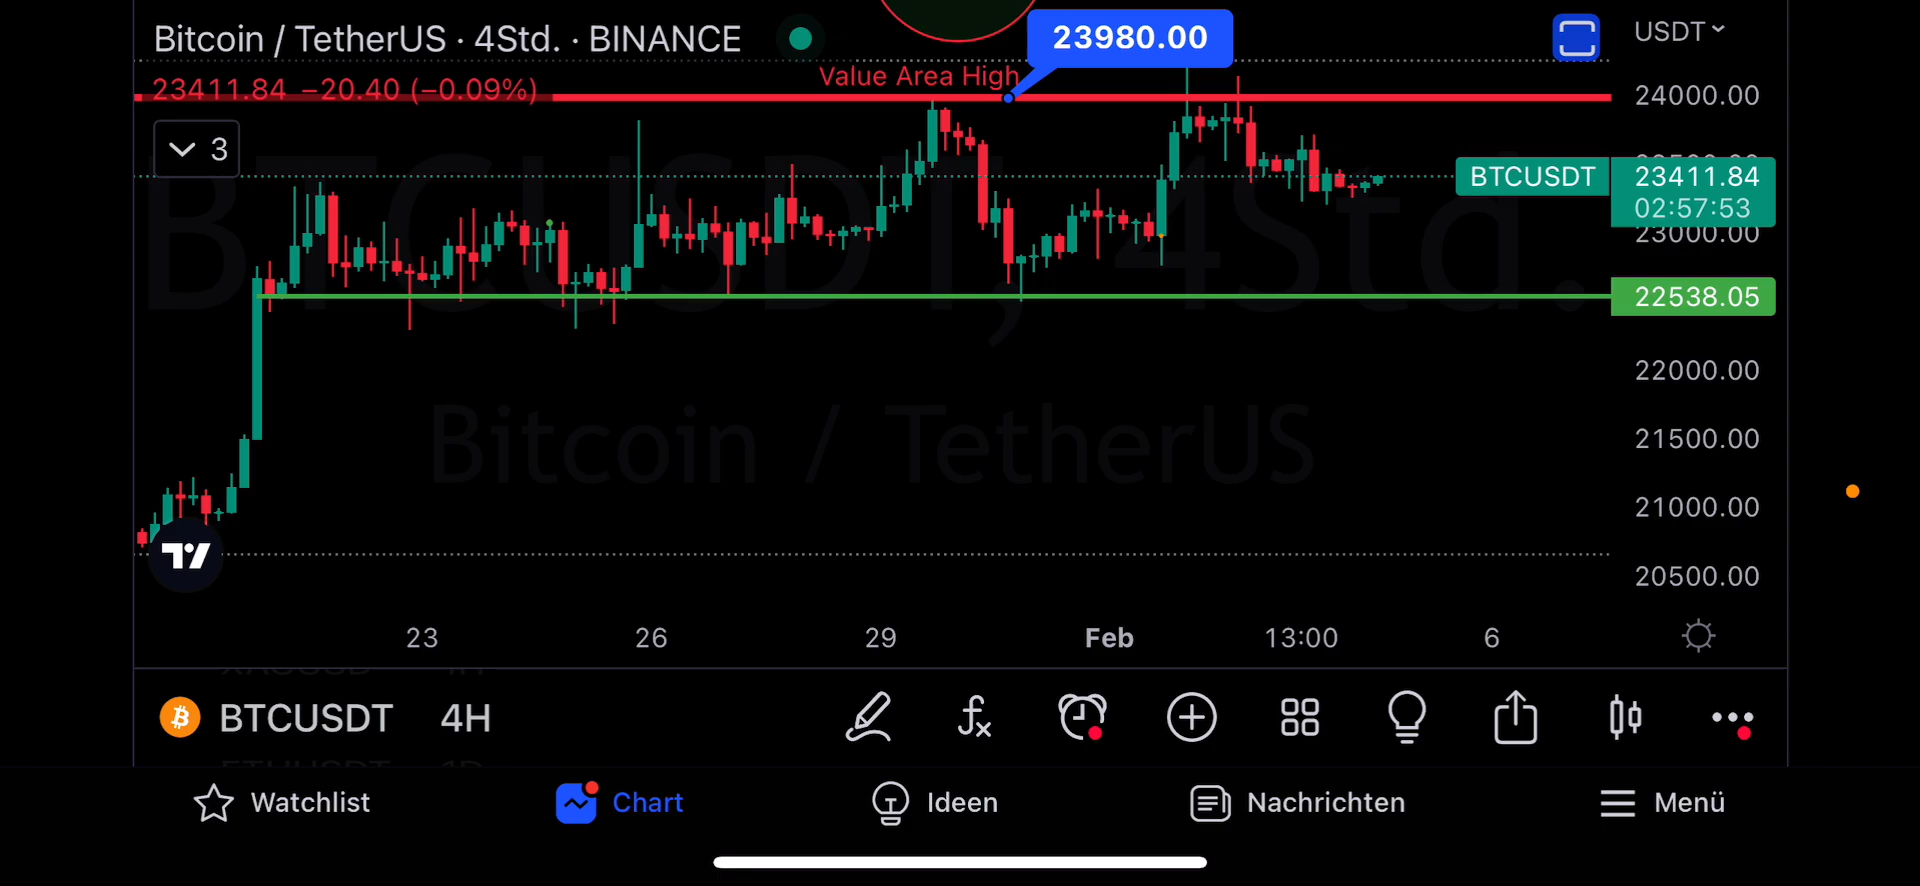 Bitcoin / TetherUS · 4Std. · BINANCE
23980.00
USDT
Value Area High
23411.84 −20.40 (−0.09%)
24000.00
3
BTCUSDT, 4Std.
BTCUSDT
23411.84
02:57:53
23000.00
22538.05
22000.00
Bitcoin / TetherUS
21500.00
21000.00
20500.00
23
26
29
Feb
13:00
6
BTCUSDT 4H
Watchlist
Chart
Ideen
Nachrichten
Menü